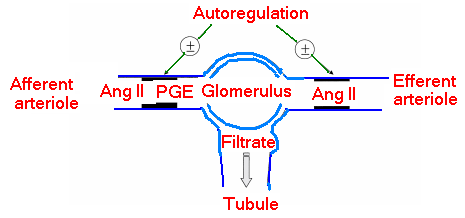 Autoregulation
± ±
Afferent
arteriole
Ang II PGE Glomerulus Ang II
Efferent
arteriole
Filtrate
Tubule